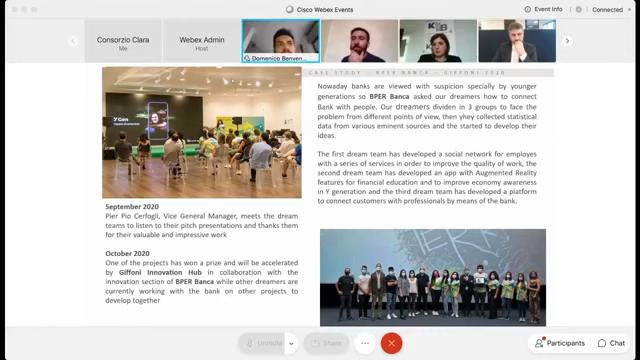 Cisco Webex Events
Event Info
Connected
Consorzio Clara
Me
Webex Admin
Host
Domenico Benven...
CASE STUDY - BPER BANCA - GIFFONI 2020
Y Gen
Nowaday banks are viewed with suspicion specially by younger
generations so BPER Banca asked our dreamers how to connect
Bank with people. Our dreamers dividen in 3 groups to face the
problem from different points of view, then yhey collected statistical
data from various eminent sources and the started to develop their
ideas.
The first dream team has developed a social network for employes
with a series of services in order to improve the quality of work, the
second dream team has developed an app with Augmented Reality
features for financial education and to improve economy awareness
in Y generation and the third dream team has developed a platform
to connect customers with professionals by means of the bank.
September 2020
Pier Pio Cerfogli, Vice General Manager, meets the dream
teams to listen to their pitch presentations and thanks them
for their valuable and impressive work
October 2020
One of the projects has won a prize and will be accelerated
by Giffoni Innovation Hub in collaboration with the
innovation section of BPER Banca while other dreamers are
currently working with the bank on other projects to
develop together
Unmute
Share
Participants
Chat